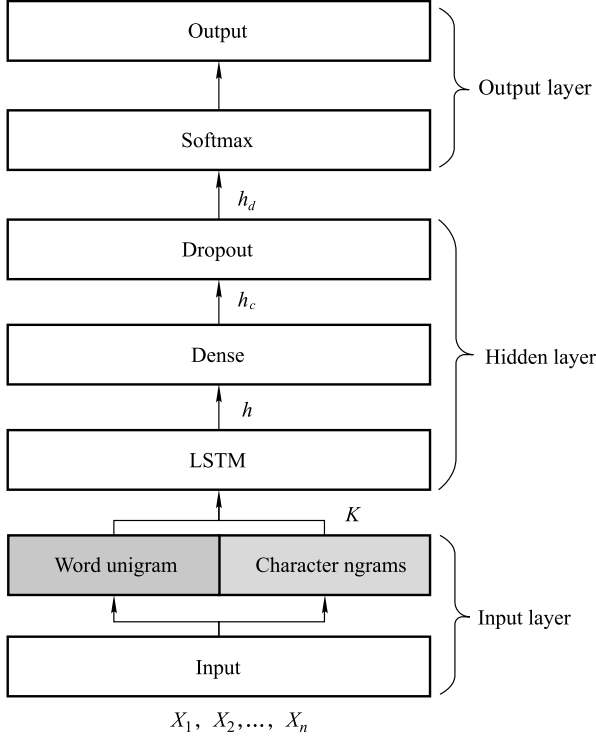 Output
Output layer
Softmax
h_d
Dropout
h_c
Hidden layer
Dense
h
LSTM
K
Word unigram
Character ngrams
Input layer
Input
X_1, X_2,..., X_n